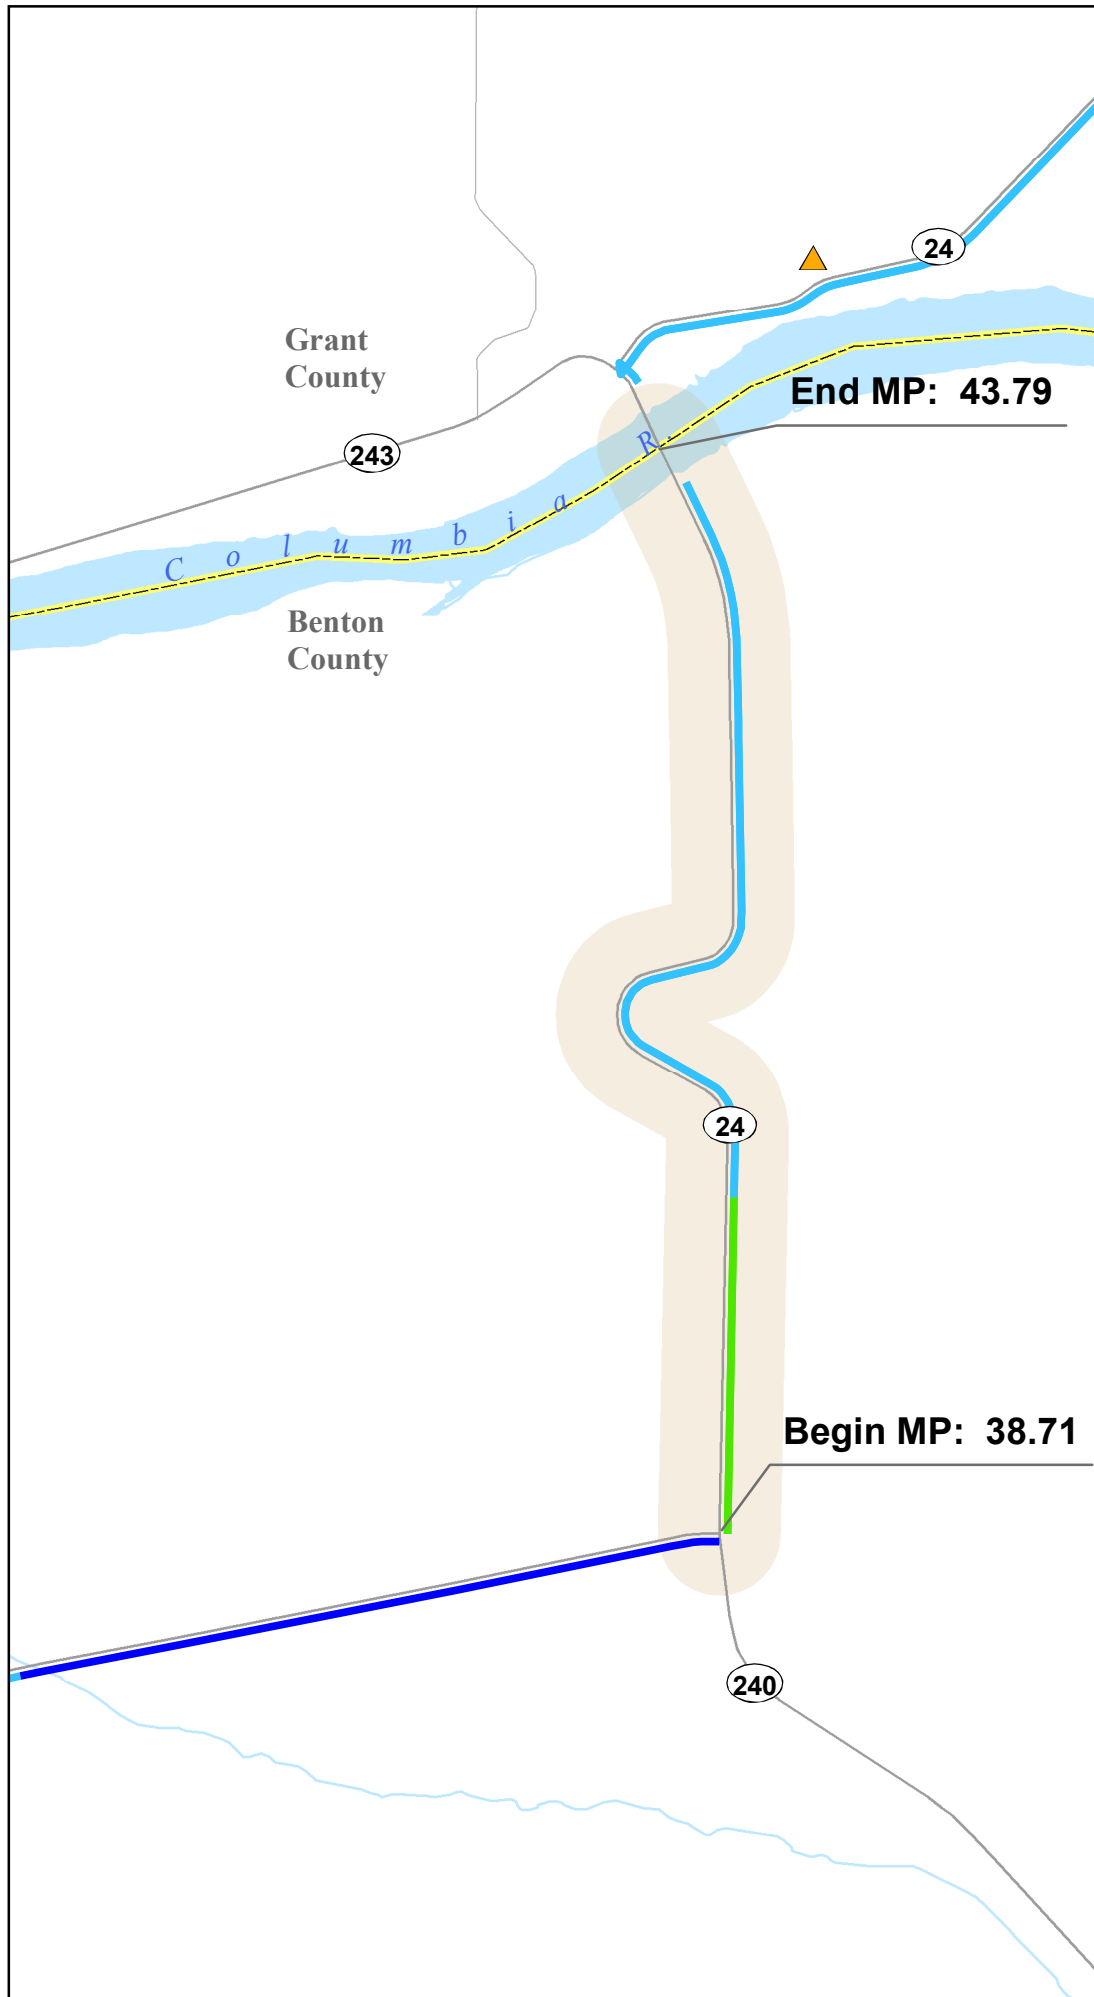 24
Grant
County
End MP: 43.79
243
Columbia R.
Benton
County
24
Begin MP: 38.71
240